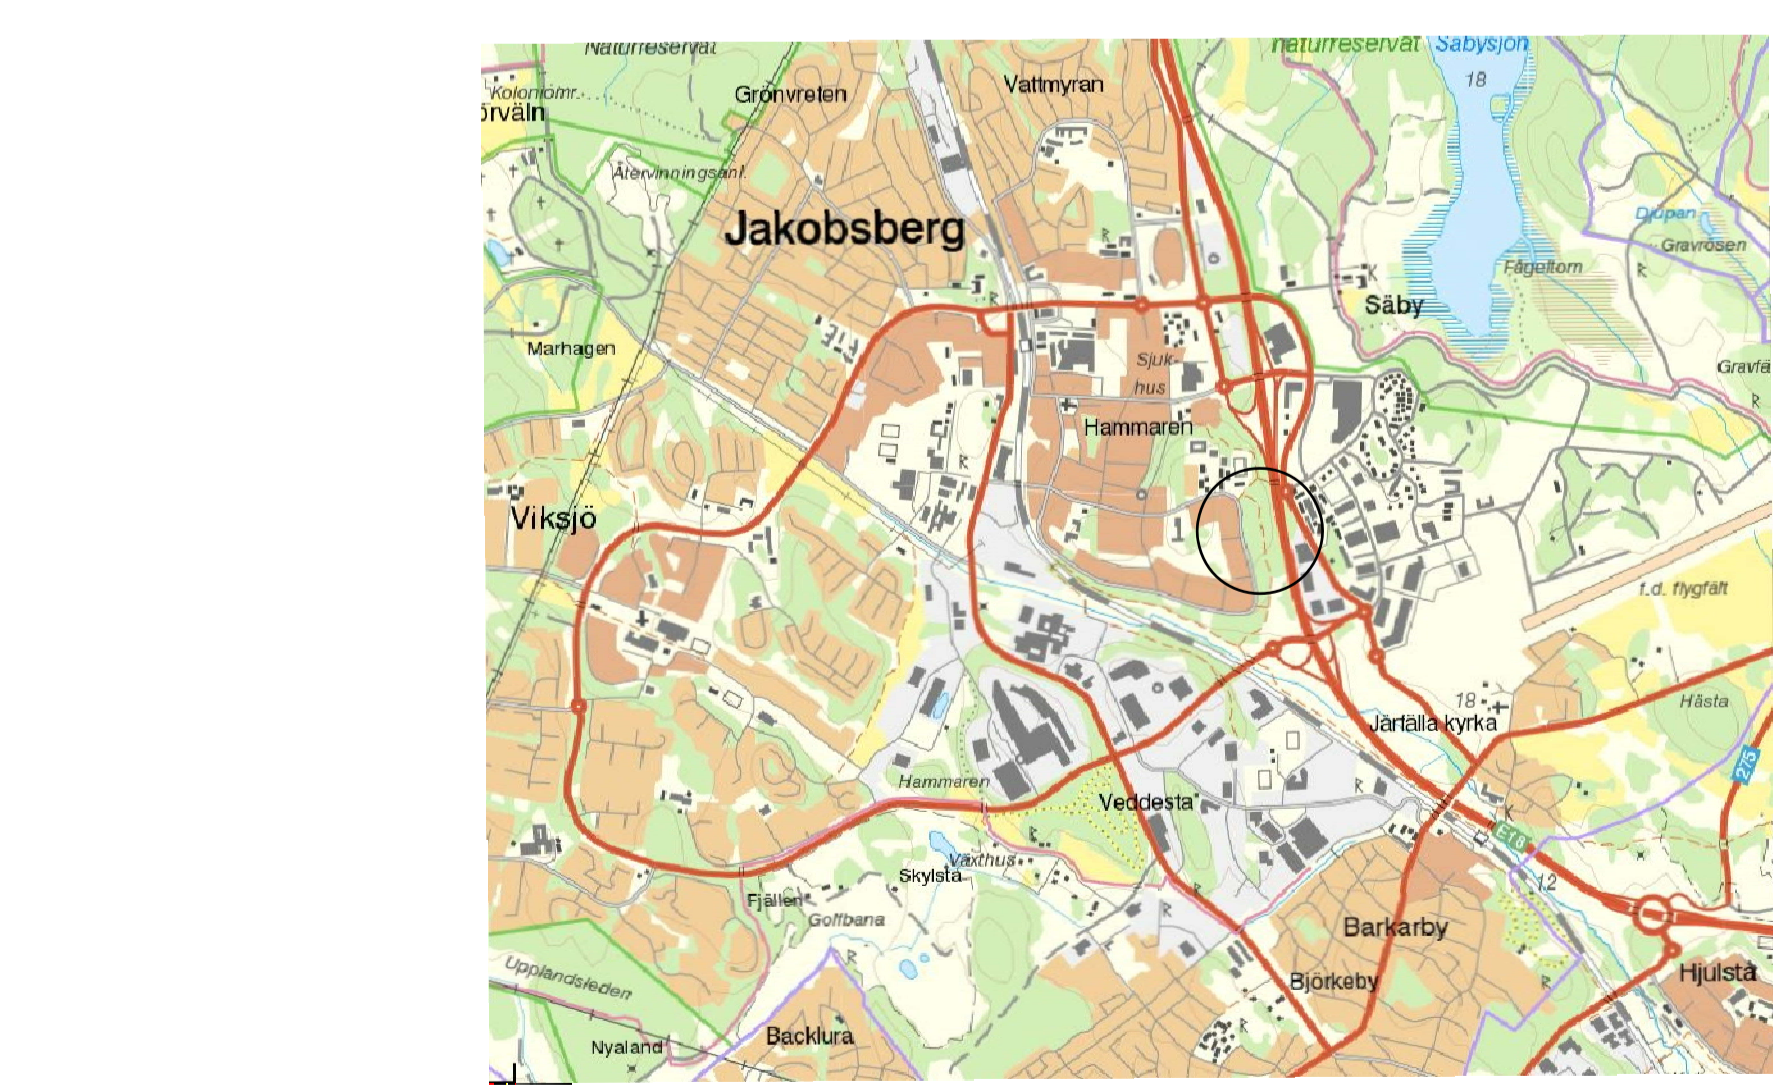 Naturreservat
naturreservat
Säbysjön
Vattmyran
18
Grönvreten
Koloniomr.
örväln
Återvinningsanl.
Djupan
Jakobsberg
Gravrösen
Fågeltorn
K
Säby
Marhagen
Sjuk-
hus
Gravfä
R
Hammaren
Viksjö
f.d. flygfält
18
Hästa
Järfälla kyrka
275
Hammaren
Veddesta
E18
Växthus
Skylsta
12
Fjällen
Golfbana
Barkarby
Upplandsleden
Björkeby
Hjulsta
Backlura
Nyaland